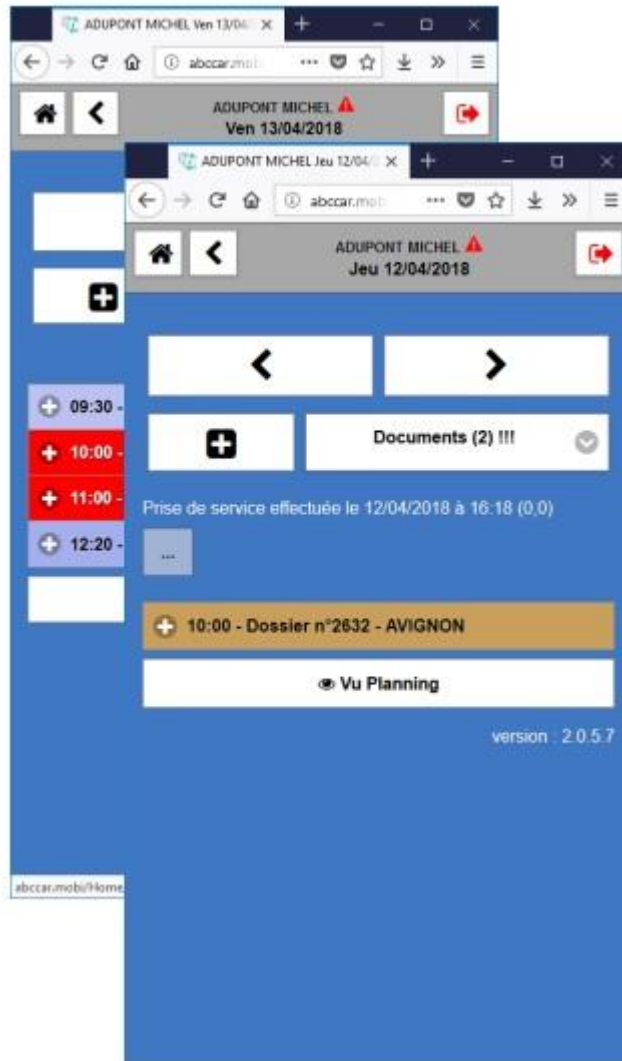 ADUPONT MICHEL Ven 13/04/
abccar.mobi
ADUPONT MICHEL
Ven 13/04/2018
09:30 -
10:00 -
11:00 -
12:20 -
abccar.mobi/Home
ADUPONT MICHEL Jeu 12/04/
abccar.mob
ADUPONT MICHEL
Jeu 12/04/2018
Documents (2) !!!
Prise de service effectuée le 12/04/2018 à 16:18 (0,0)
...
10:00 - Dossier n°2632 - AVIGNON
Vu Planning
version : 2.0.5.7